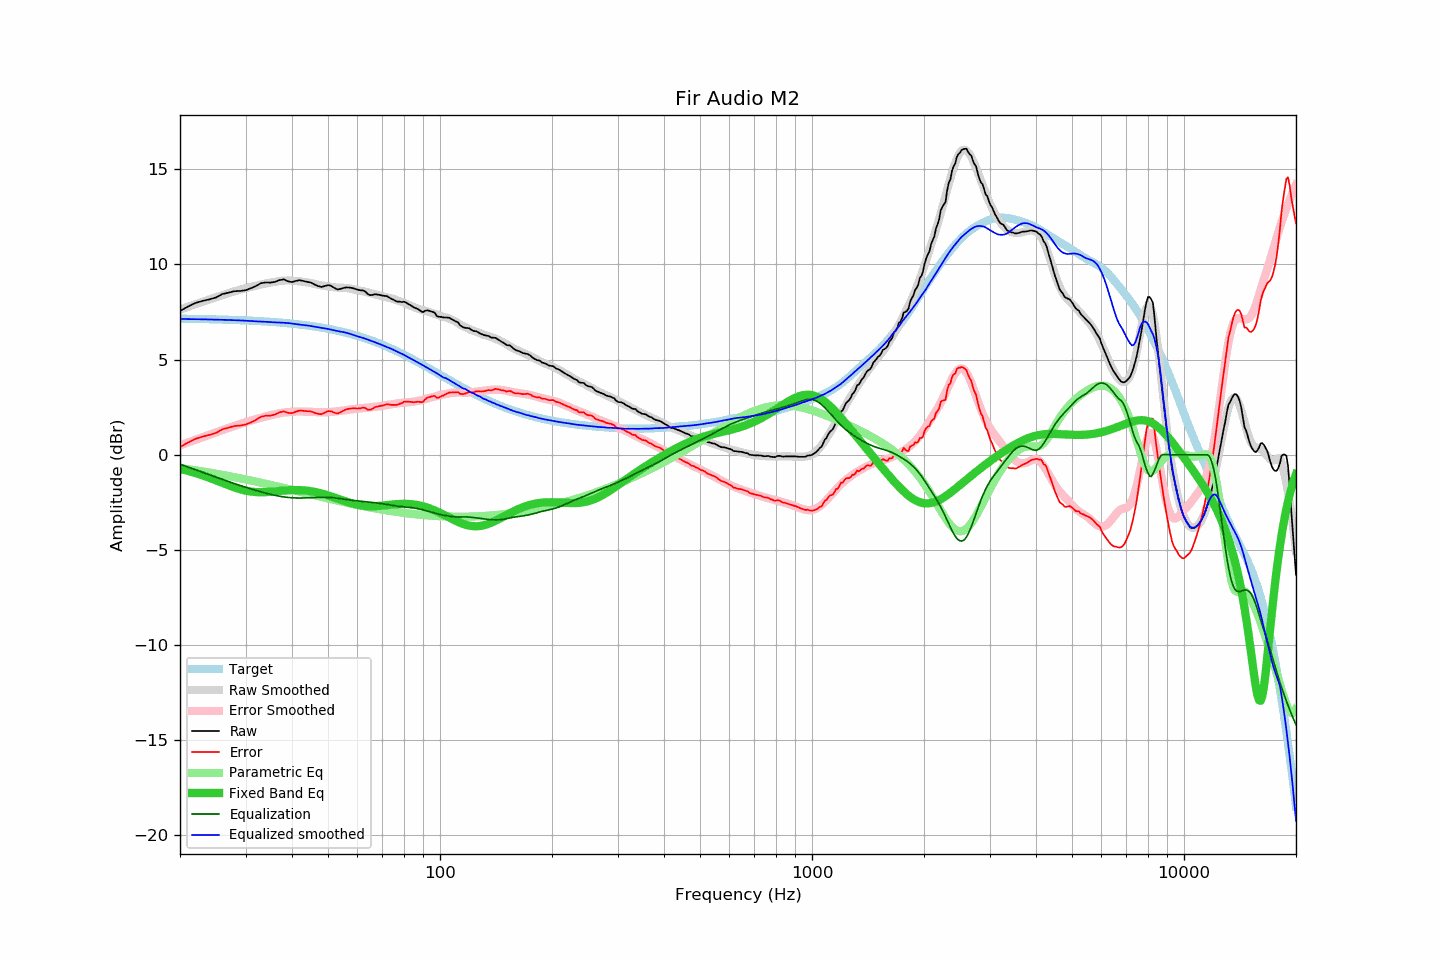 Fir Audio M2
Amplitude (dBr)
15
10
5
0
−5
−10
−15
−20
Target
Raw Smoothed
Error Smoothed
Raw
Error
Parametric Eq
Fixed Band Eq
Equalization
Equalized smoothed
100
1000
10000
Frequency (Hz)